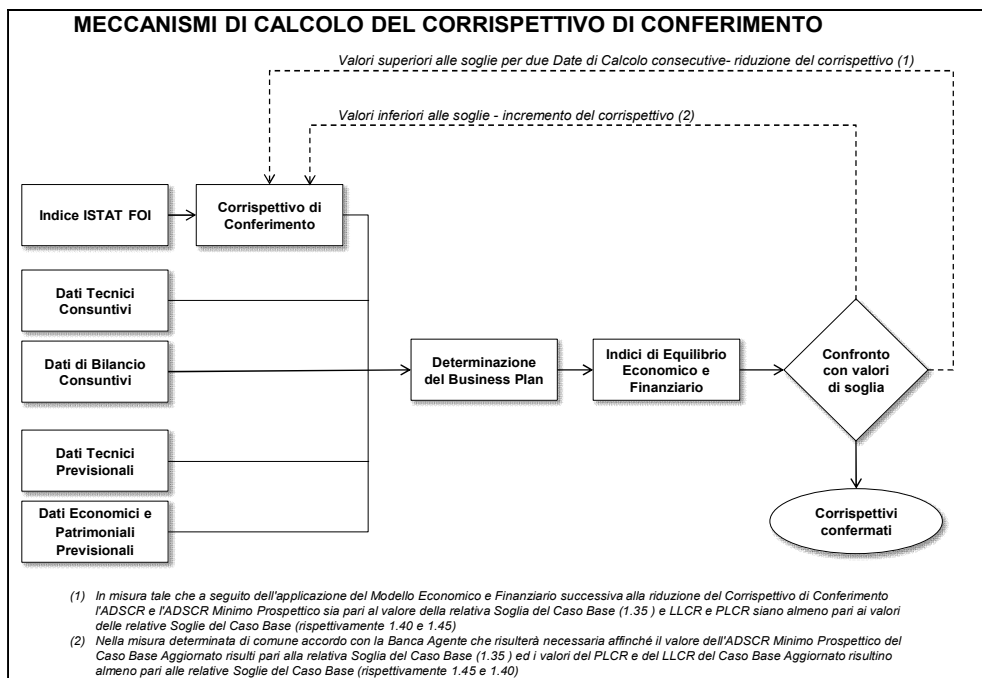 MECCANISMI DI CALCOLO DEL CORRISPETTIVO DI CONFERIMENTO
Valori superiori alle soglie per due Date di Calcolo consecutive- riduzione del corrispettivo (1)
Valori inferiori alle soglie - incremento del corrispettivo (2)
Indice ISTAT FOI
Corrispettivo di
Conferimento
Dati Tecnici
Consuntivi
Dati di Bilancio
Consuntivi
Determinazione
del Business Plan
Indici di Equilibrio
Economico e
Finanziario
Confronto
con valori
di soglia
Dati Tecnici
Previsionali
Dati Economici e
Patrimoniali
Previsionali
Corrispettivi
confermati
(1) In misura tale che a seguito dell'applicazione del Modello Economico e Finanziario successiva alla riduzione del Corrispettivo di Conferimento
l'ADSCR e l'ADSCR Minimo Prospettico sia pari al valore della relativa Soglia del Caso Base (1.35 ) e LLCR e PLCR siano almeno pari ai valori
delle relative Soglie del Caso Base (rispettivamente 1.40 e 1.45)
(2) Nella misura determinata di comune accordo con la Banca Agente che risulterà necessaria affinché il valore dell'ADSCR Minimo Prospettico del
Caso Base Aggiornato risulti pari alla relativa Soglia del Caso Base (1.35 ) ed i valori del PLCR e del LLCR del Caso Base Aggiornato risultino
almeno pari alle relative Soglie del Caso Base (rispettivamente 1.45 e 1.40)